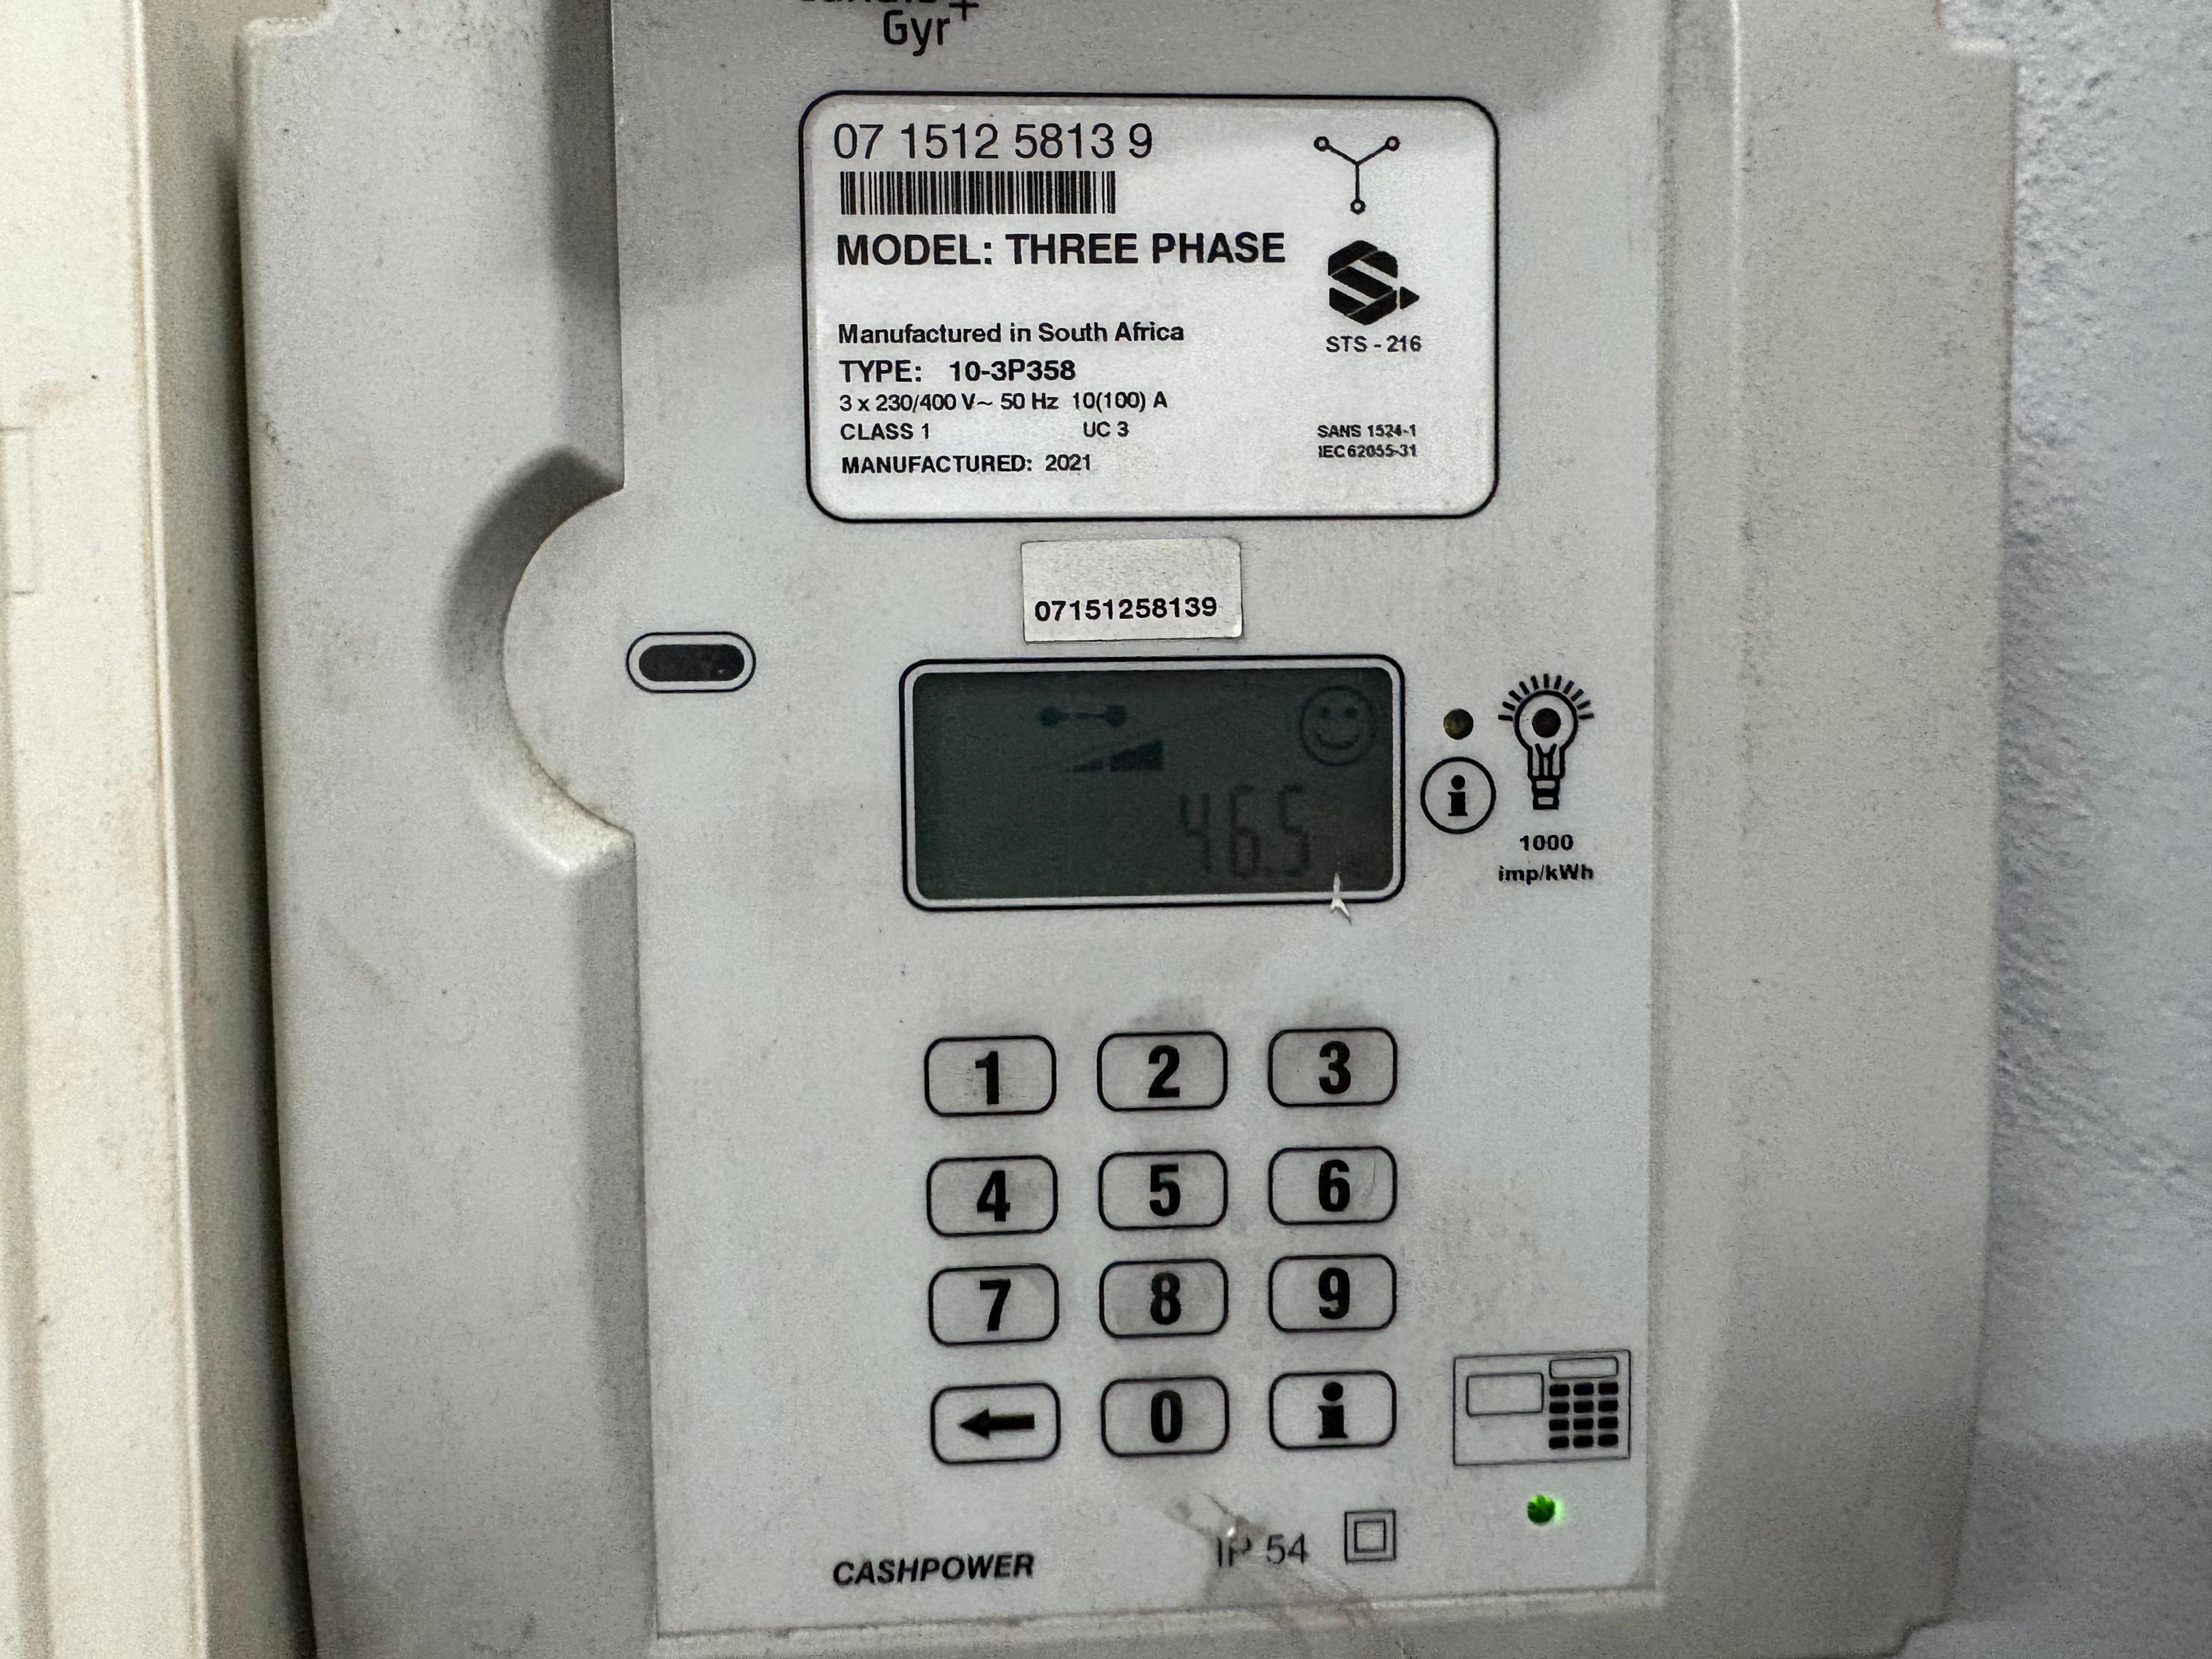 Gyr+
07 1512 5813 9
MODEL: THREE PHASE
Manufactured in South Africa
STS - 216
TYPE: 10-3P358
3 x 230/400 V~ 50 Hz 10(100) A
CLASS 1 UC 3
SANS 1524-1
IEC62055-31
MANUFACTURED: 2021
07151258139
46.5
i
1000
imp/kWh
1 2 3
4 5 6
7 8 9
← 0 i
CASHPOWER
IP 54